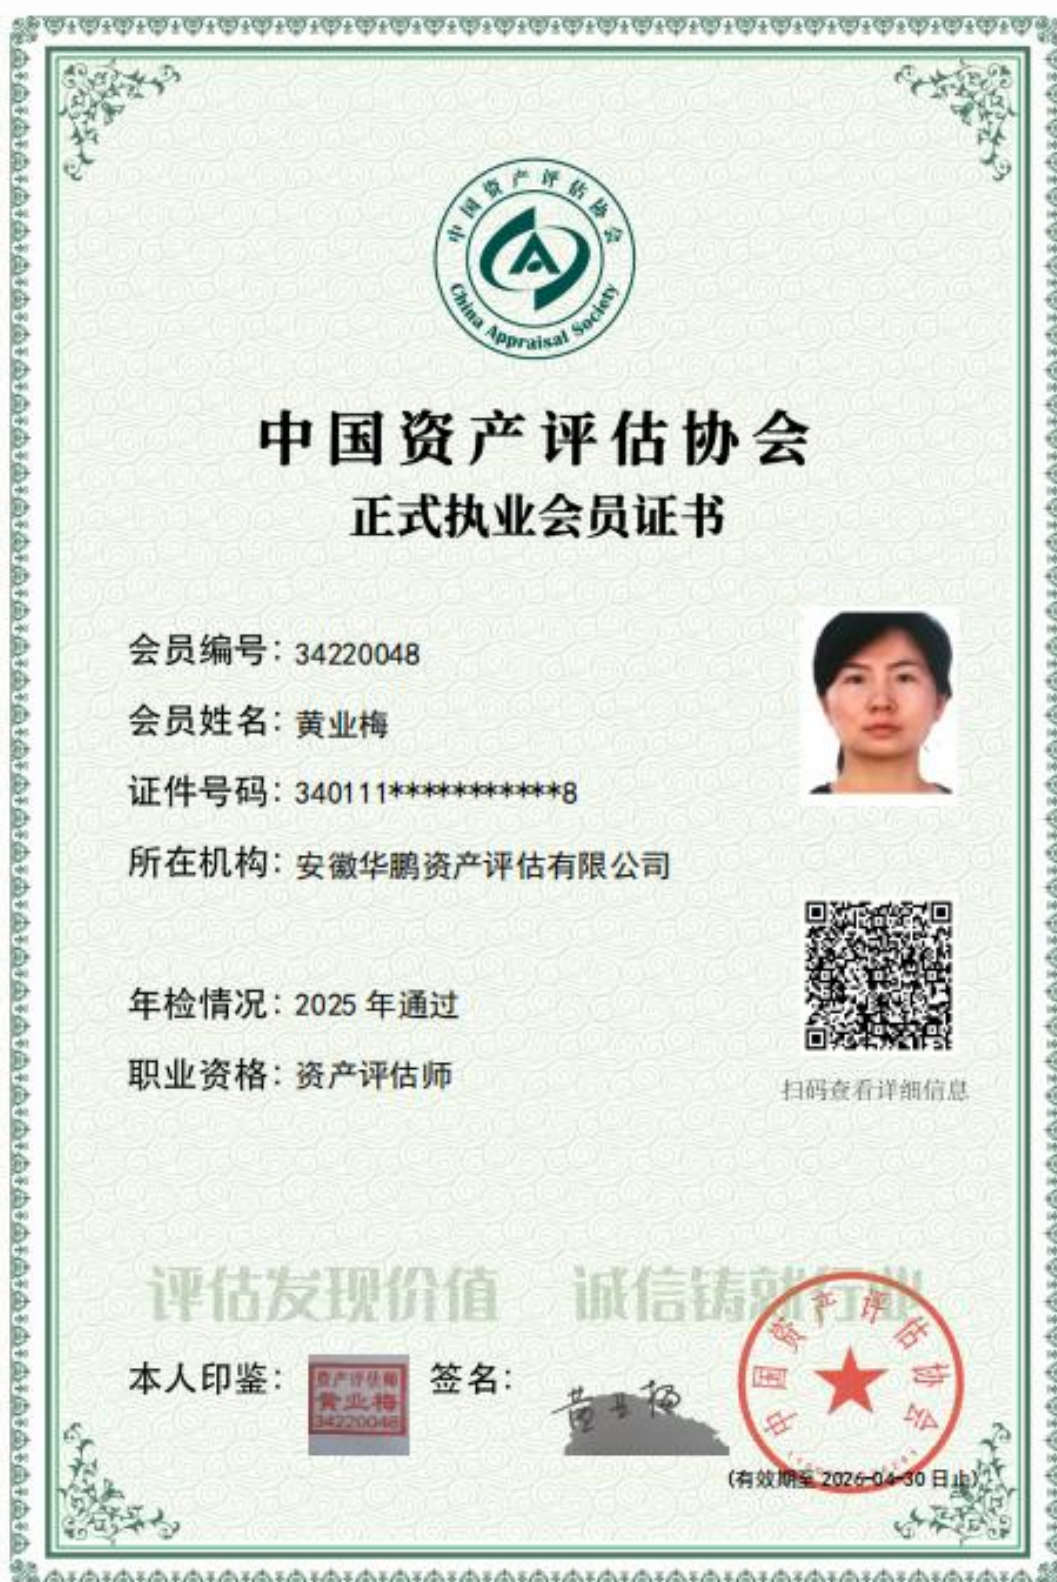 中国资产评估协会
China Appraisal Society
中国资产评估协会
正式执业会员证书
会员编号：34220048
会员姓名：黄业梅
证件号码：340111***********8
所在机构：安徽华鹏资产评估有限公司
年检情况：2025 年通过
职业资格：资产评估师
扫码查看详细信息
评估发现价值 诚信铸就行业
本人印鉴：
资产评估师
黄业梅
34220048
签名：
黄业梅
中国资产评估协会
(有效期至 2026-04-30 日止)